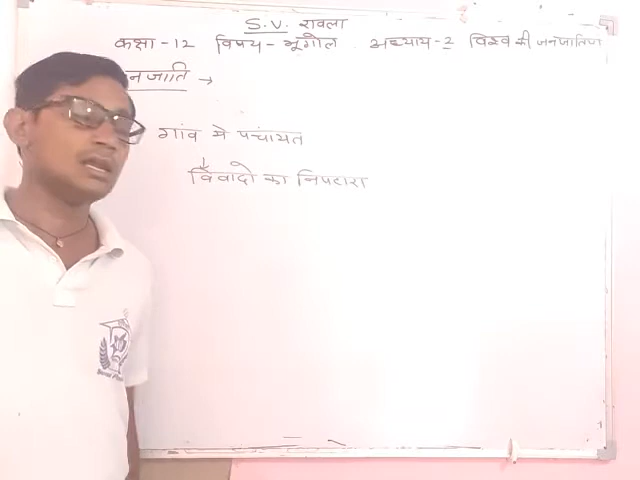 S.V. रावला
कक्षा - 12 विषय - भूगोल . अध्याय - 2 विश्व की जनजातियां
जनजाति →
गांव मे पंचायत
↓
विवादो का निपटारा